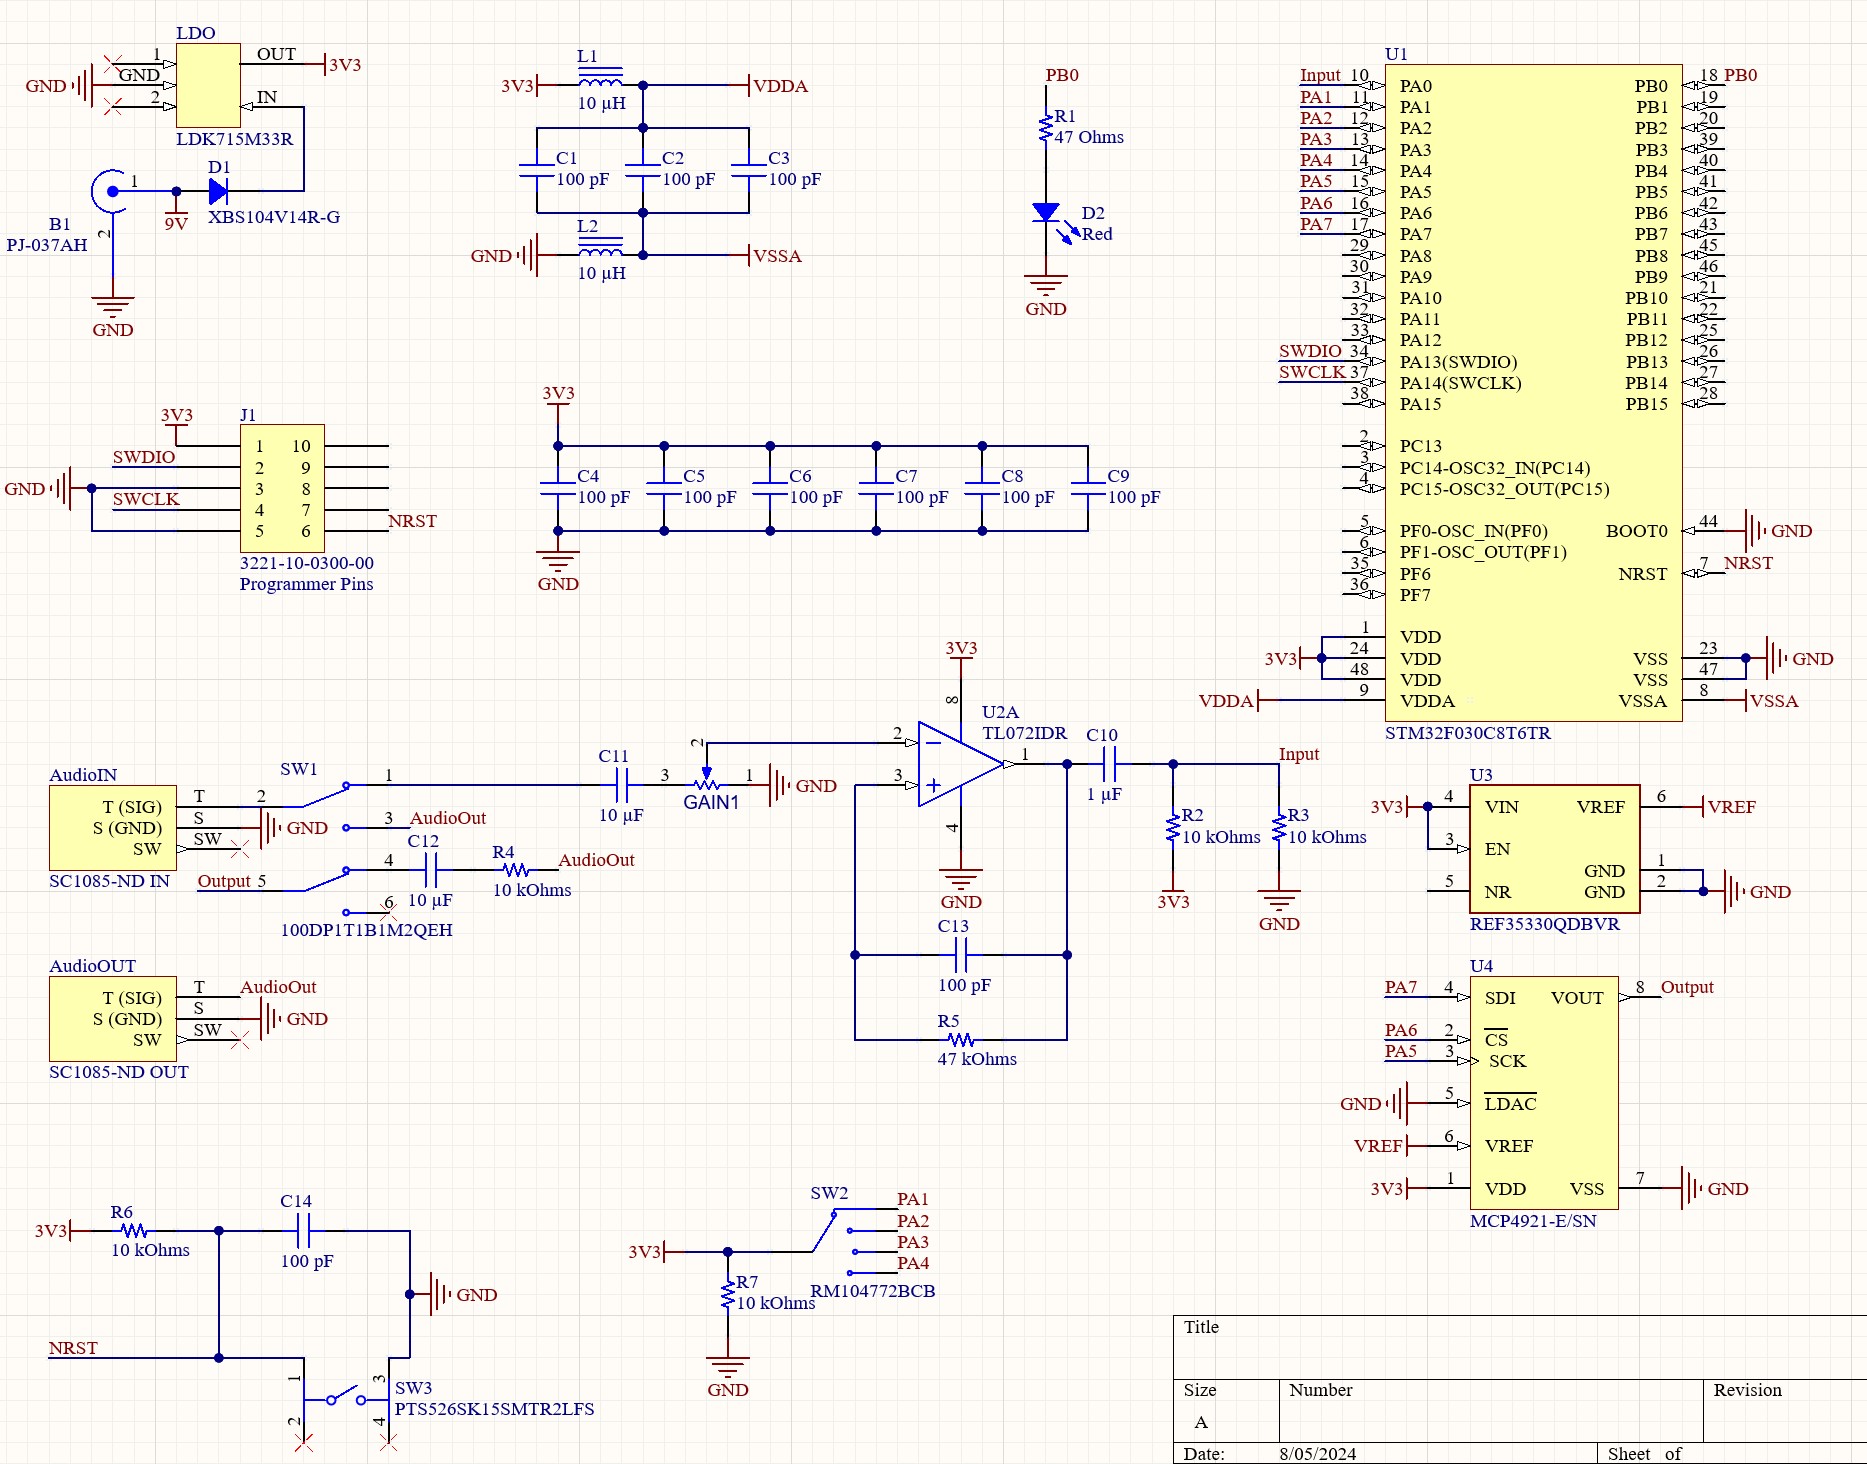 LDO
1
GND
GND
2
OUT
3V3
IN
LDK715M33R
D1
1
XBS104V14R-G
9V
B1
PJ-037AH
2
GND
L1
3V3
VDDA
10 µH
C1
100 pF
C2
100 pF
C3
100 pF
L2
GND
VSSA
10 µH
PB0
R1
47 Ohms
D2
Red
GND
U1
Input 10 PA0
PA1 11 PA1
PA2 12 PA2
PA3 13 PA3
PA4 14 PA4
PA5 15 PA5
PA6 16 PA6
PA7 17 PA7
29 PA8
30 PA9
31 PA10
32 PA11
33 PA12
SWDIO 34 PA13(SWDIO)
SWCLK 37 PA14(SWCLK)
38 PA15
2 PC13
3 PC14-OSC32_IN(PC14)
4 PC15-OSC32_OUT(PC15)
5 PF0-OSC_IN(PF0)
6 PF1-OSC_OUT(PF1)
35 PF6
36 PF7
1 VDD
3V3 24 VDD
48 VDD
VDDA 9 VDDA
PB0 18 PB0
PB1 19
PB2 20
PB3 39
PB4 40
PB5 41
PB6 42
PB7 43
PB8 45
PB9 46
PB10 21
PB11 22
PB12 25
PB13 26
PB14 27
PB15 28
BOOT0 44 GND
NRST 7 NRST
VSS 23 GND
VSS 47
VSSA 8 VSSA
STM32F030C8T6TR
3V3
J1
SWDIO
GND
SWCLK
1 10
2 9
3 8
4 7
5 6
NRST
3221-10-0300-00
Programmer Pins
3V3
C4
100 pF
C5
100 pF
C6
100 pF
C7
100 pF
C8
100 pF
C9
100 pF
GND
AudioIN
T (SIG) T
S (GND) S GND
SW SW
SC1085-ND IN
SW1
2
1
3 AudioOut
4
Output 5
6
100DP1T1B1M2QEH
C12
10 µF
R4
10 kOhms
AudioOut
C11
10 µF
2
3
1
GAIN1
GND
3V3
8
U2A
TL072IDR
2
3
1
4
GND
C10
1 µF
Input
R2
10 kOhms
3V3
R3
10 kOhms
GND
C13
100 pF
R5
47 kOhms
U3
3V3 4 VIN
3 EN
5 NR
VREF 6 VREF
GND 1
GND 2 GND
REF35330QDBVR
AudioOUT
T (SIG) T AudioOut
S (GND) S GND
SW SW
SC1085-ND OUT
U4
PA7 4 SDI
PA6 2 CS
PA5 3 SCK
GND 5 LDAC
VREF 6 VREF
3V3 1 VDD
VOUT 8 Output
VSS 7 GND
MCP4921-E/SN
3V3
R6
10 kOhms
C14
100 pF
GND
NRST
1
2
3
4
SW3
PTS526SK15SMTR2LFS
3V3
SW2
PA1
PA2
PA3
PA4
RM104772BCB
R7
10 kOhms
GND
Title
Size
A
Number
Revision
Date: 8/05/2024
Sheet of